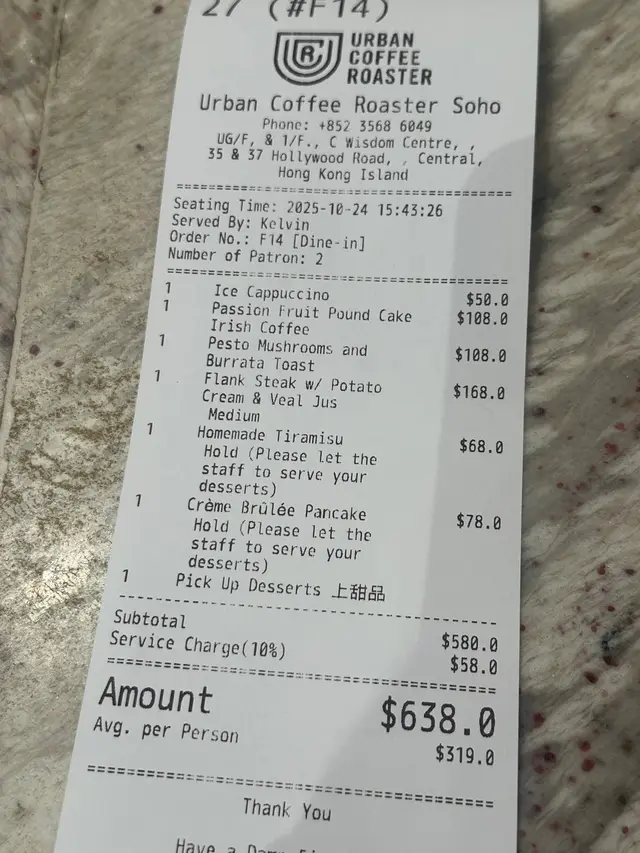 27 (#F14)
URBAN
COFFEE
ROASTER
Urban Coffee Roaster Soho
Phone: +852 3568 6049
UG/F, & 1/F., C Wisdom Centre, ,
35 & 37 Hollywood Road, , Central,
Hong Kong Island
Seating Time: 2025-10-24 15:43:26
Served By: Kelvin
Order No.: F14 [Dine-in]
Number of Patron: 2
1 Ice Cappuccino $50.0
1 Passion Fruit Pound Cake $108.0
Irish Coffee
1 Pesto Mushrooms and $108.0
Burrata Toast
1 Flank Steak w/ Potato $168.0
Cream & Veal Jus
Medium
1 Homemade Tiramisu $68.0
Hold (Please let the
staff to serve your
desserts)
1 Crème Brûlée Pancake $78.0
Hold (Please let the
staff to serve your
desserts)
1 Pick Up Desserts 上甜品
Subtotal $580.0
Service Charge(10%) $58.0
Amount $638.0
Avg. per Person $319.0
Thank You
Have a